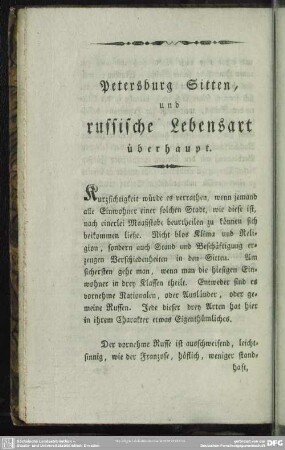 Petersburg Sitten,
und
russische Lebensart
überhaupt.
Kurzsichtigkeit würde es verrathen, wenn jemand
alle Einwohner einer solchen Stadt, wie diese ist,
nach einerlei Maaßstabe beurtheilen zu können sich
beikommen liesse. Nicht blos Klima und Reli-
gion, sondern auch Stand und Beschäftigung er-
zeugen Verschiedenheiten in den Sitten. Am
sichersten geht man, wenn man die hiesigen Ein-
wohner in drey Klassen theilt. Entweder sind es
vornehme Nationalen, oder Ausländer, oder ge-
meine Russen. Jede dieser drey Arten hat hier
in ihrem Charakter etwas Eigenthümliches.
Der vornehme Russe ist ausschweifend, leicht-
sinnig, wie der Franzose, höflich, weniger stand-
haft,